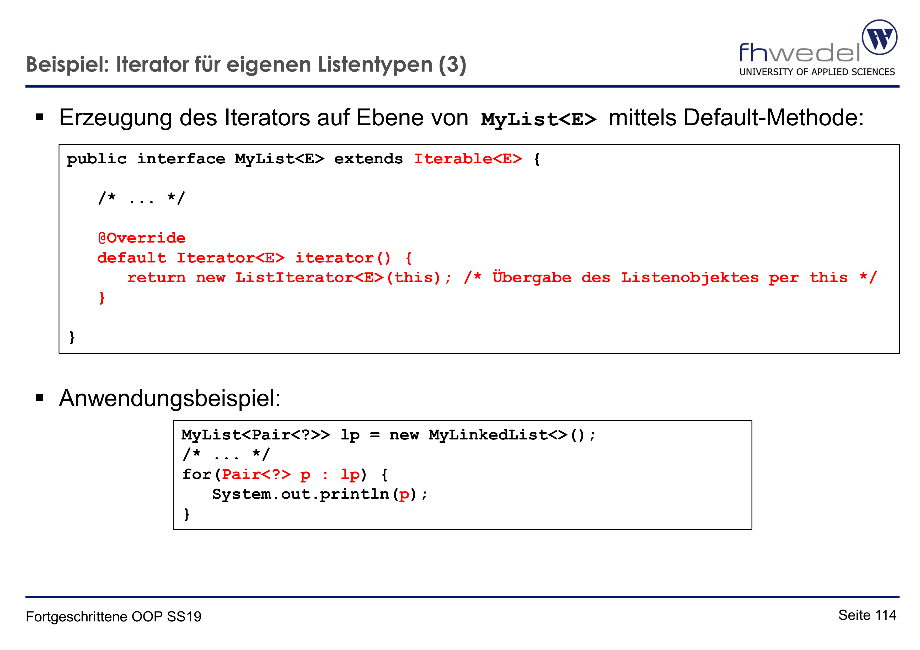 Beispiel: Iterator für eigenen Listentypen (3)
fhwedel
UNIVERSITY OF APPLIED SCIENCES
W
▪ Erzeugung des Iterators auf Ebene von MyList<E> mittels Default-Methode:
public interface MyList<E> extends Iterable<E> {
/* ... */
@Override
default Iterator<E> iterator() {
return new ListIterator<E>(this); /* Übergabe des Listenobjektes per this */
}
}
▪ Anwendungsbeispiel:
MyList<Pair<?>> lp = new MyLinkedList<>();
/* ... */
for(Pair<?> p : lp) {
System.out.println(p);
}
Fortgeschrittene OOP SS19
Seite 114